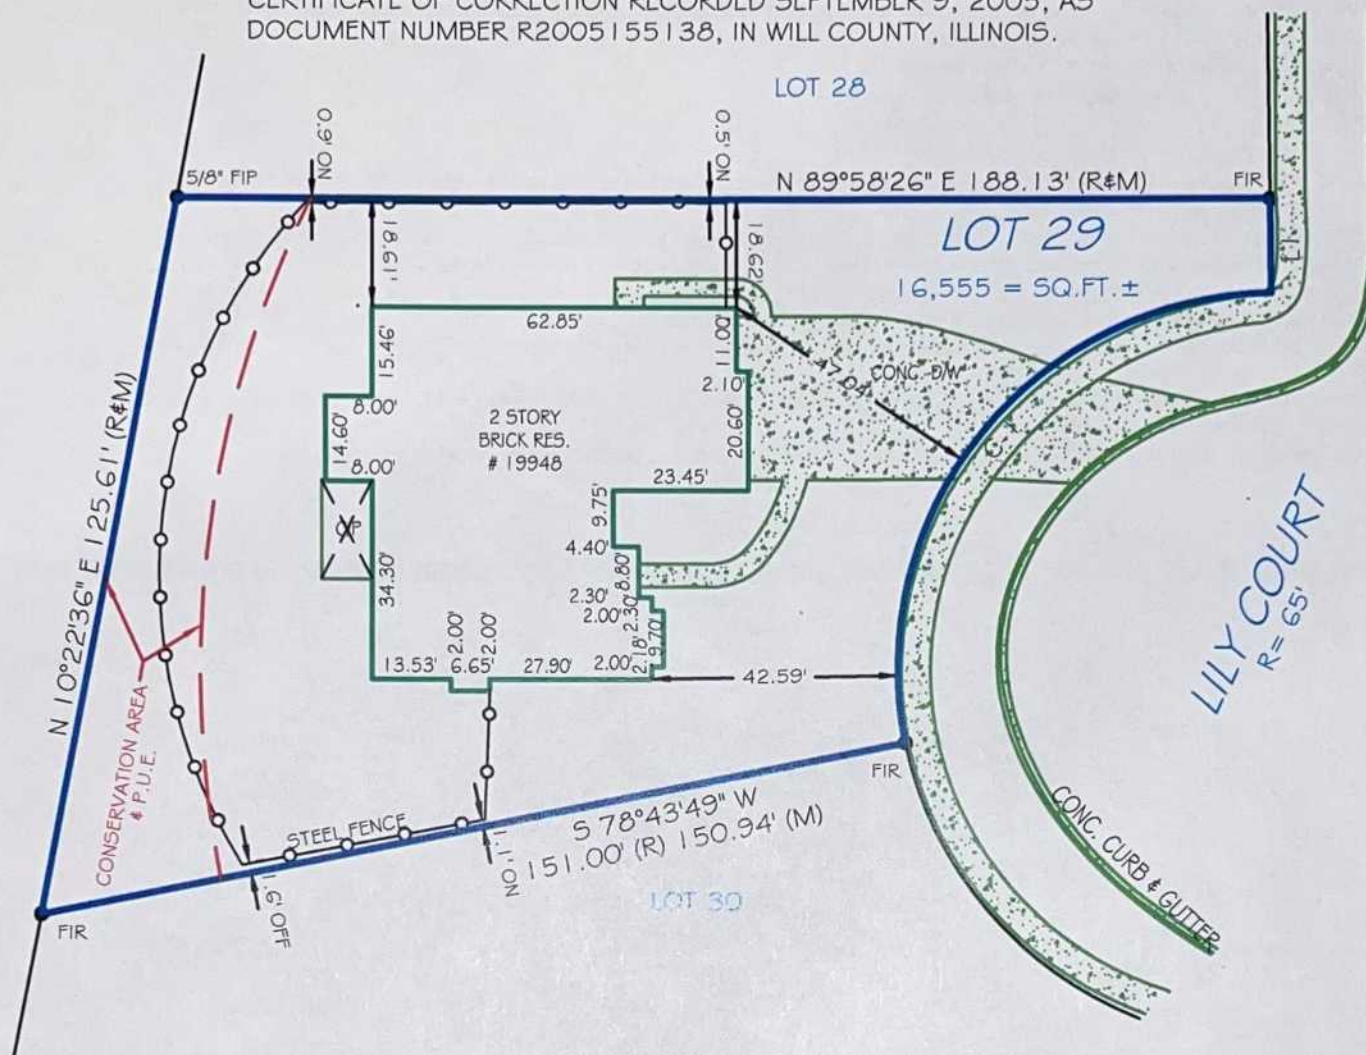 CERTIFICATE OF CORRECTION RECORDED SEPTEMBER 9, 2005, AS
DOCUMENT NUMBER R2005155138, IN WILL COUNTY, ILLINOIS.
LOT 28
0.9' ON
0.5' ON
5/8" FIP
N 89°58'26" E 188.13' (R&M)
FIR
LOT 29
16,555 = SQ.FT.±
18.61'
18.62'
62.85'
15.46'
11.00'
47.04'
CONC. D/W
2.10'
8.00'
14.60'
2 STORY
BRICK RES.
# 19948
20.60'
8.00'
23.45'
9.75'
4.40'
34.30'
8.80'
2.30'
2.00'
2.30'
9.70'
2.18'
2.00'
2.00'
2.00'
13.53'
6.65'
27.90'
42.59'
N 10°22'36" E 125.61' (R&M)
CONSERVATION AREA
& P.U.E.
LILY COURT
R= 65'
FIR
STEEL FENCE
S 78°43'49" W
151.00' (R) 150.94' (M)
1.1' ON
1.6' OFF
LOT 30
FIR
CONC. CURB & GUTTER